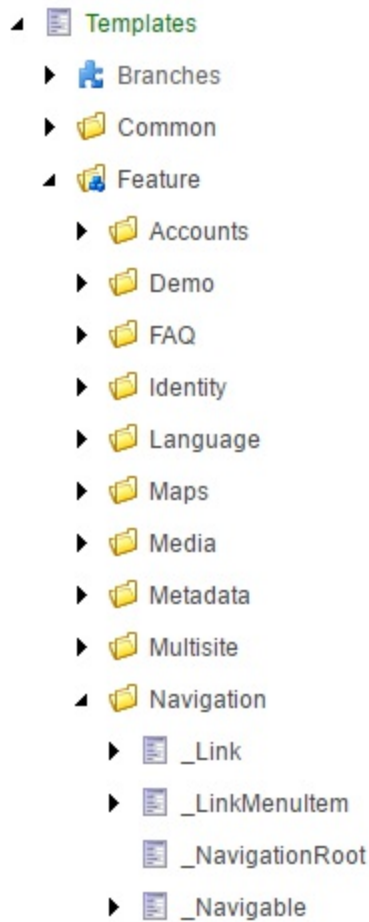 Templates
Branches
Common
Feature
Accounts
Demo
FAQ
Identity
Language
Maps
Media
Metadata
Multisite
Navigation
_Link
_LinkMenuItem
_NavigationRoot
_Navigable